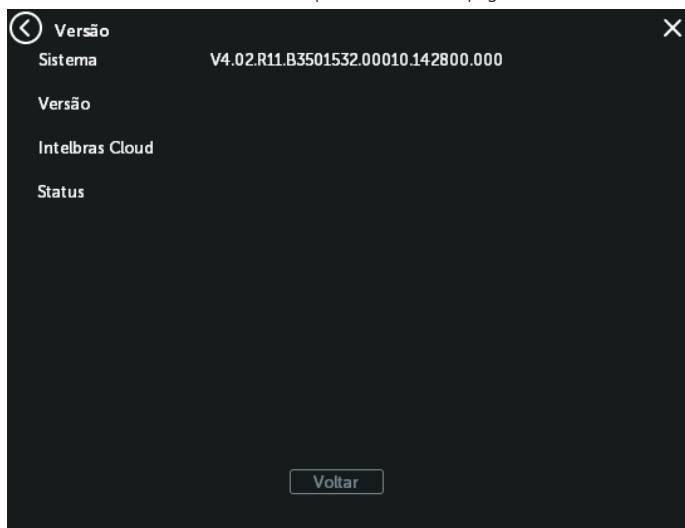 Versão
Sistema V4.02.R11.B3501532.00010.142800.000
Versão
Intelbras Cloud
Status
Voltar